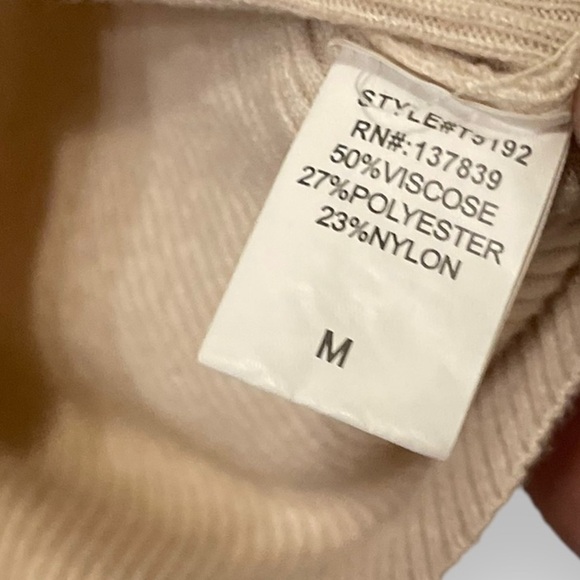 STYLE#T5192
RN#:137839
50%VISCOSE
27%POLYESTER
23%NYLON
M